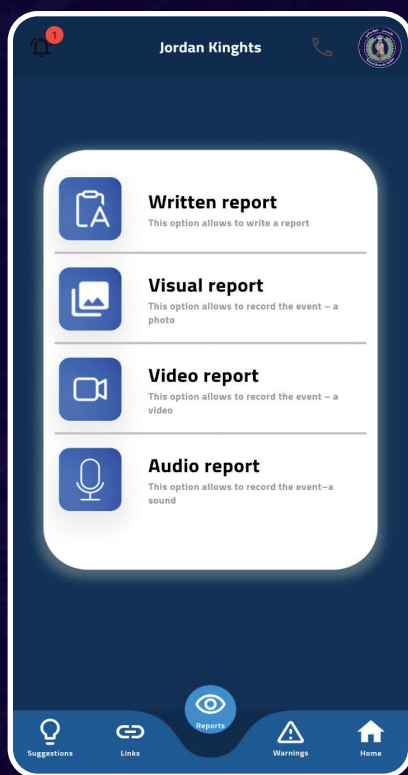 1
Jordan Kinghts
Written report
This option allows to write a report
Visual report
This option allows to record the event – a
photo
Video report
This option allows to record the event – a
video
Audio report
This option allows to record the event–a
sound
Reports
Suggestions
Links
Warnings
Home